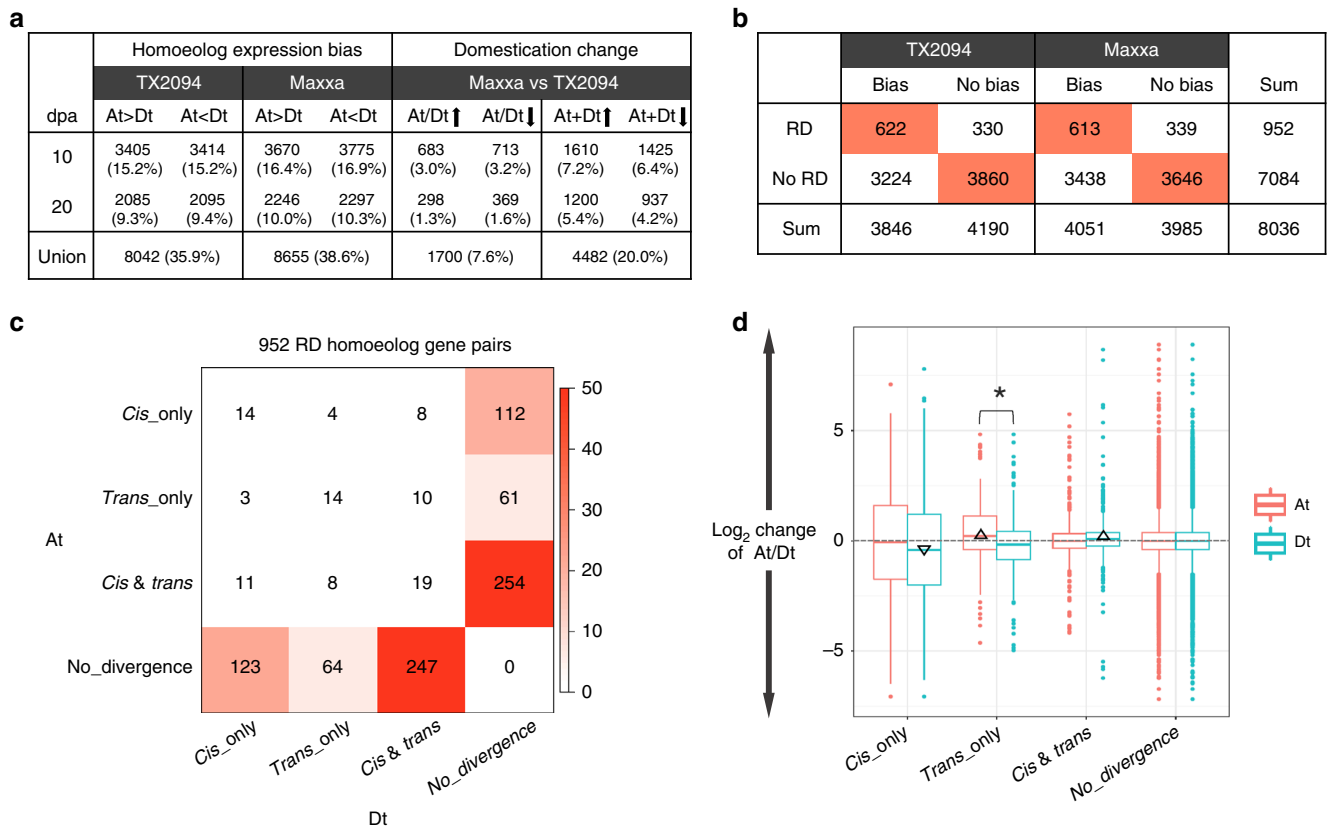 a
Homoeolog expression bias Domestication change
TX2094 Maxxa Maxxa vs TX2094
dpa At>Dt At<Dt At>Dt At<Dt At/Dt⬆ At/Dt⬇ At+Dt⬆ At+Dt⬇
10 3405 3414 3670 3775 683 713 1610 1425
(15.2%) (15.2%) (16.4%) (16.9%) (3.0%) (3.2%) (7.2%) (6.4%)
20 2085 2095 2246 2297 298 369 1200 937
(9.3%) (9.4%) (10.0%) (10.3%) (1.3%) (1.6%) (5.4%) (4.2%)
Union 8042 (35.9%) 8655 (38.6%) 1700 (7.6%) 4482 (20.0%)
b
TX2094 Maxxa
Bias No bias Bias No bias Sum
RD 622 330 613 339 952
No RD 3224 3860 3438 3646 7084
Sum 3846 4190 4051 3985 8036
c
952 RD homoeolog gene pairs
At
Cis_only 14 4 8 112
Trans_only 3 14 10 61
Cis & trans 11 8 19 254
No_divergence 123 64 247 0
Cis_only Trans_only Cis & trans No_divergence
Dt
50
40
30
20
10
0
d
Log2 change
of At/Dt
5
0
−5
*
Cis_only Trans_only Cis & trans No_divergence
At
Dt